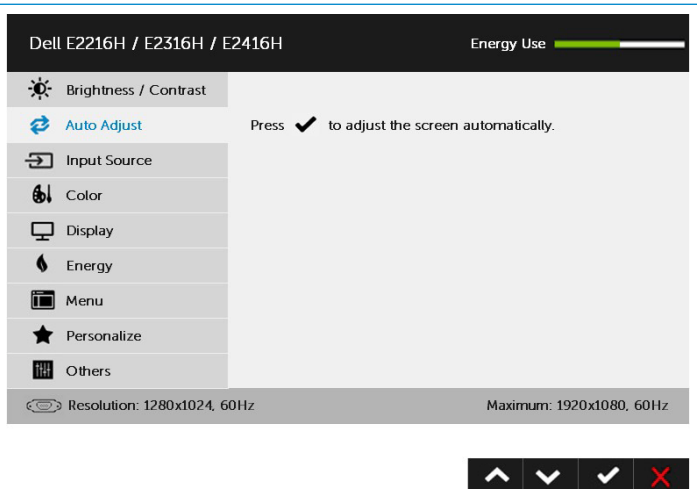 Dell E2216H / E2316H / E2416H Energy Use
Brightness / Contrast
Auto Adjust Press ✔ to adjust the screen automatically.
Input Source
Color
Display
Energy
Menu
Personalize
Others
Resolution: 1280x1024, 60Hz Maximum: 1920x1080, 60Hz